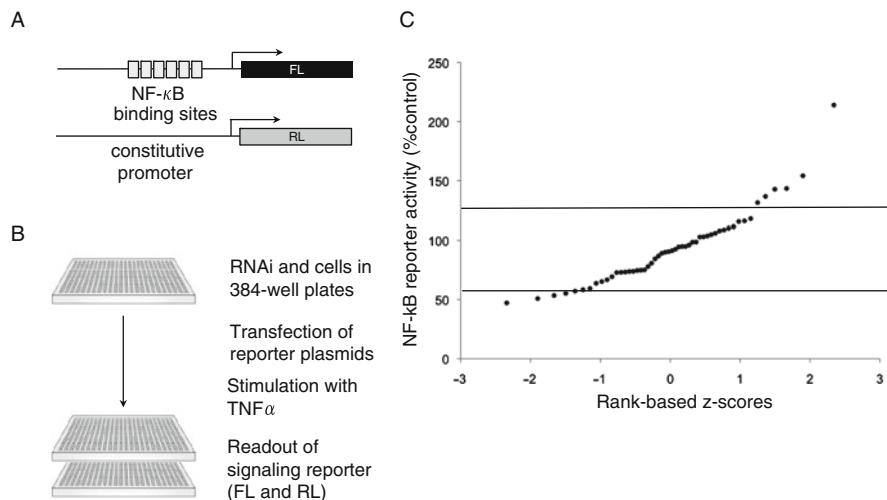 A
FL
NF-κB
binding sites
RL
constitutive
promoter
B
RNAi and cells in
384-well plates
Transfection of
reporter plasmids
Stimulation with
TNFα
Readout of
signaling reporter
(FL and RL)
C
NF-kB reporter activity (%control)
250
200
150
100
50
0
−3
−2
−1
0
1
2
3
Rank-based z-scores